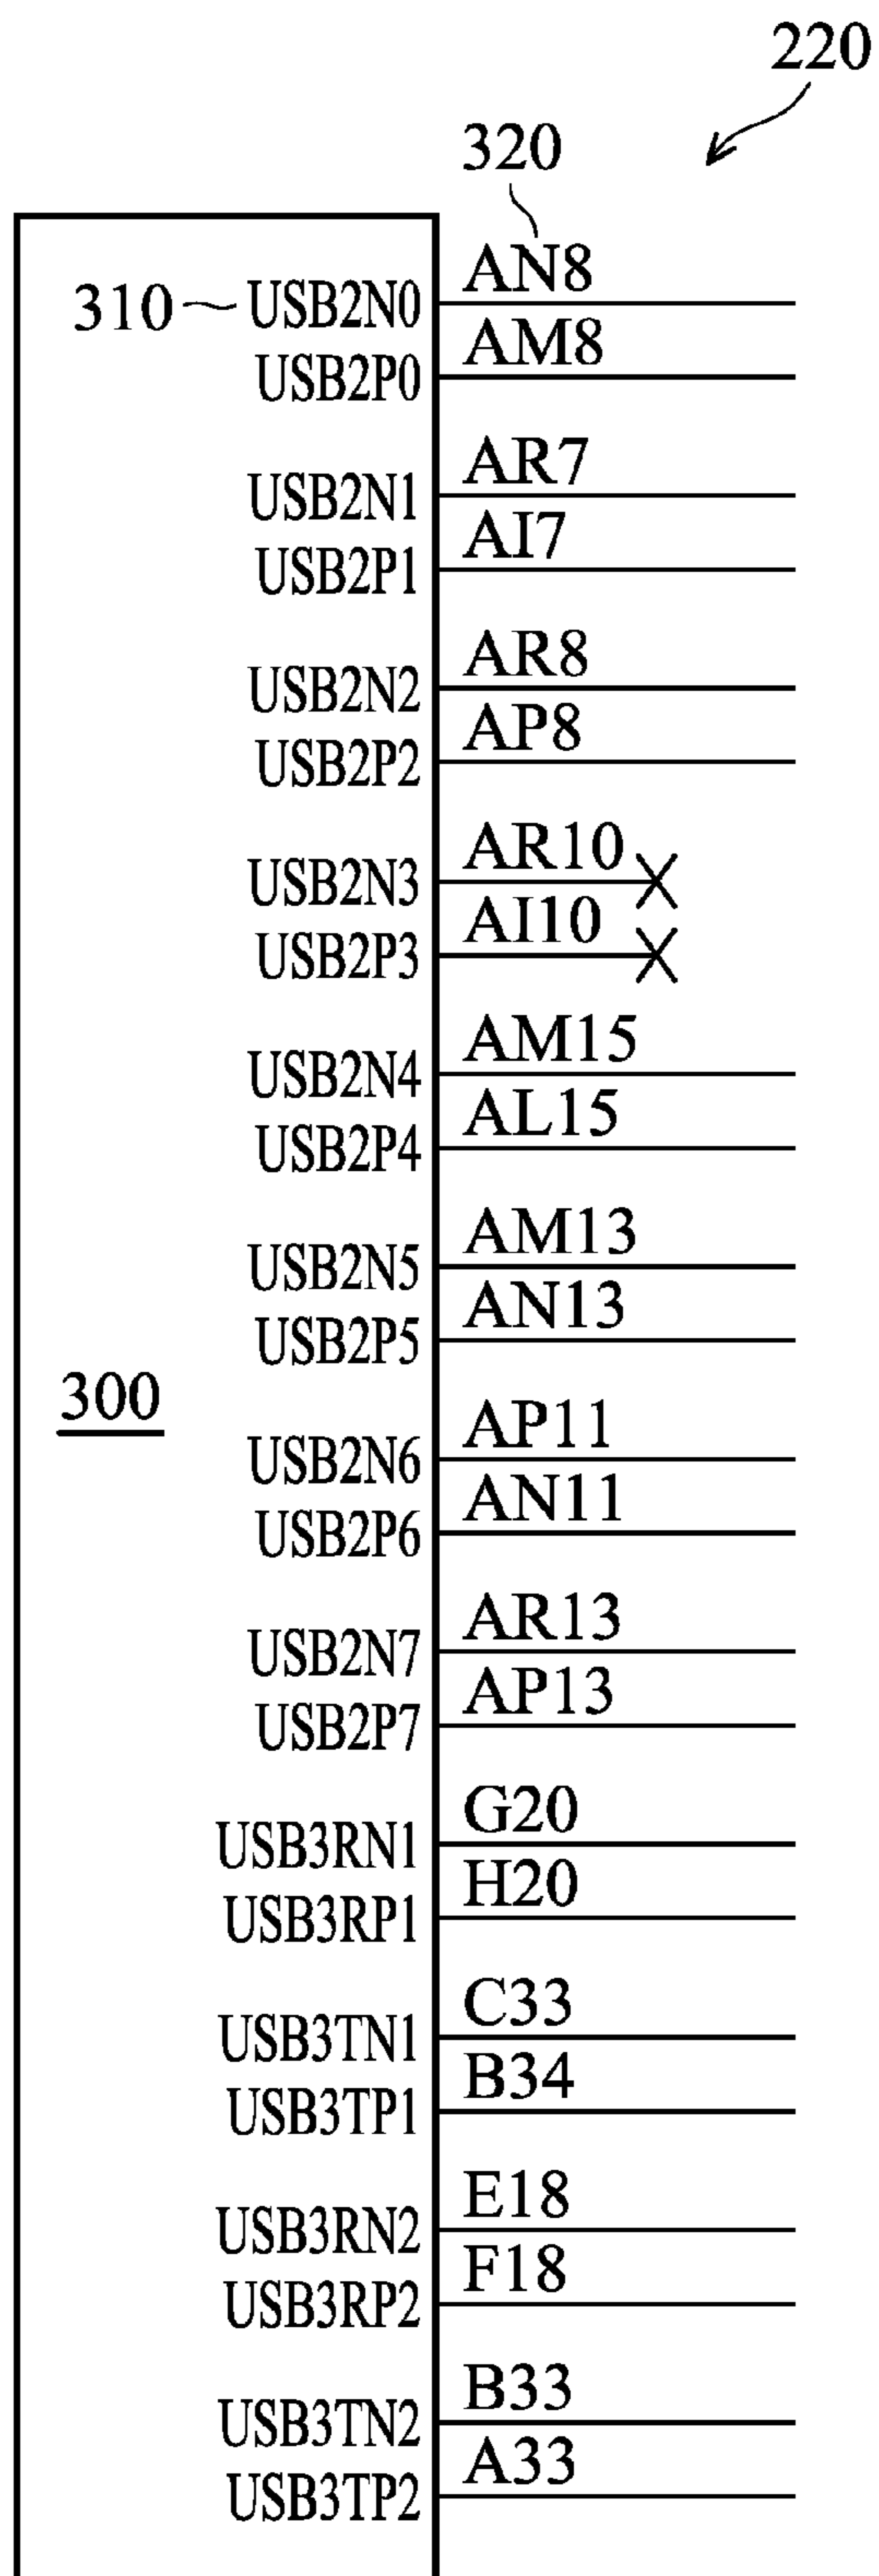 220
320
AN8
310 USB2N0
AM8
USB2P0
AR7
USB2N1
AI7
USB2P1
AR8
USB2N2
AP8
USB2P2
AR10
USB2N3
AI10
USB2P3
AM15
USB2N4
AL15
USB2P4
AM13
USB2N5
AN13
USB2P5
300
AP11
USB2N6
AN11
USB2P6
AR13
USB2N7
AP13
USB2P7
G20
USB3RN1
H20
USB3RP1
C33
USB3TN1
B34
USB3TP1
E18
USB3RN2
F18
USB3RP2
B33
USB3TN2
A33
USB3TP2